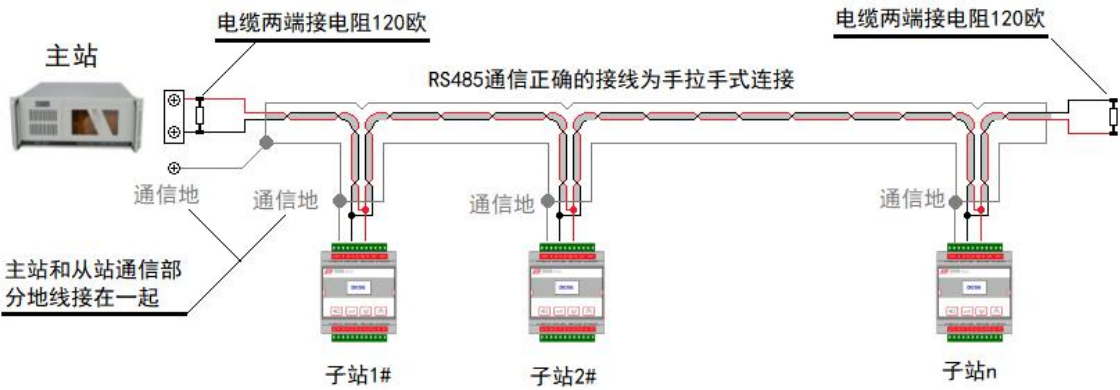 电缆两端接电阻120欧
电缆两端接电阻120欧
主站
RS485通信正确的接线为手拉手式连接
通信地
通信地
通信地
通信地
主站和从站通信部
分地线接在一起
子站1#
子站2#
子站n